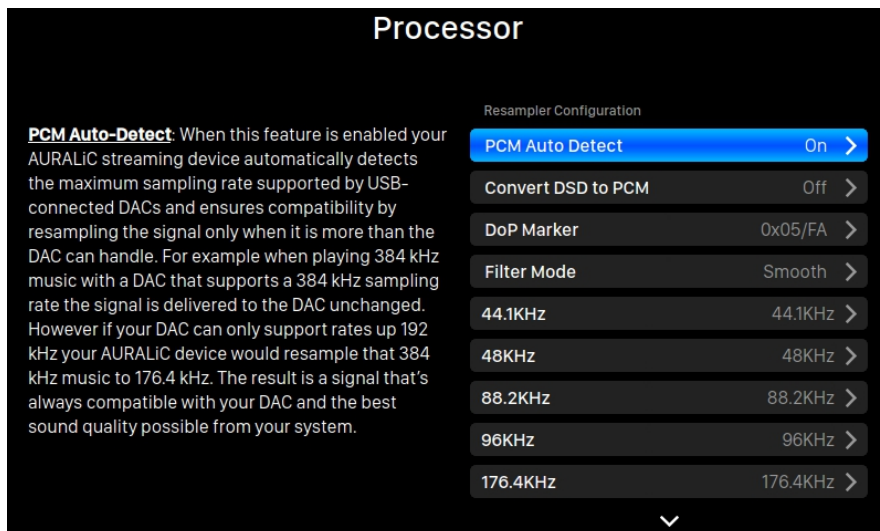 Processor
PCM Auto-Detect: When this feature is enabled your
AURALiC streaming device automatically detects
the maximum sampling rate supported by USB-
connected DACs and ensures compatibility by
resampling the signal only when it is more than the
DAC can handle. For example when playing 384 kHz
music with a DAC that supports a 384 kHz sampling
rate the signal is delivered to the DAC unchanged.
However if your DAC can only support rates up 192
kHz your AURALiC device would resample that 384
kHz music to 176.4 kHz. The result is a signal that's
always compatible with your DAC and the best
sound quality possible from your system.
Resampler Configuration
PCM Auto Detect On
Convert DSD to PCM Off
DoP Marker 0x05/FA
Filter Mode Smooth
44.1KHz 44.1KHz
48KHz 48KHz
88.2KHz 88.2KHz
96KHz 96KHz
176.4KHz 176.4KHz